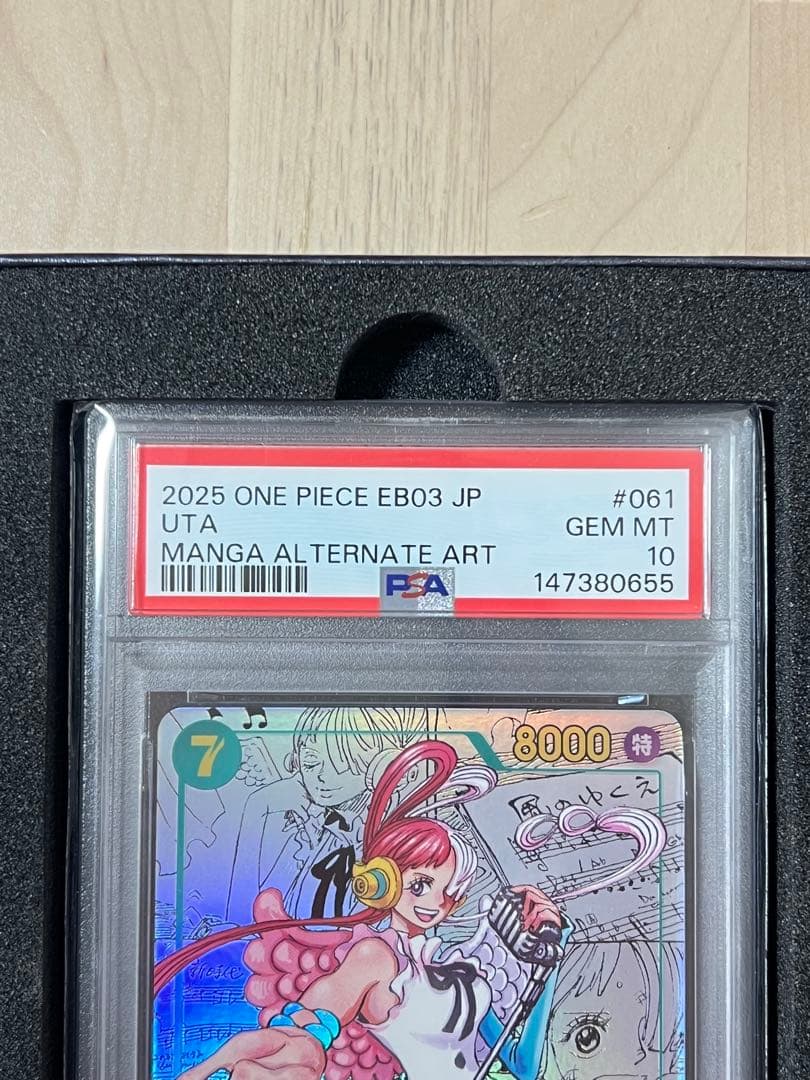 2025 ONE PIECE EB03 JP #061
UTA GEM MT
MANGA ALTERNATE ART 10
PSA 147380655
7 8000 特
風のゆくえ